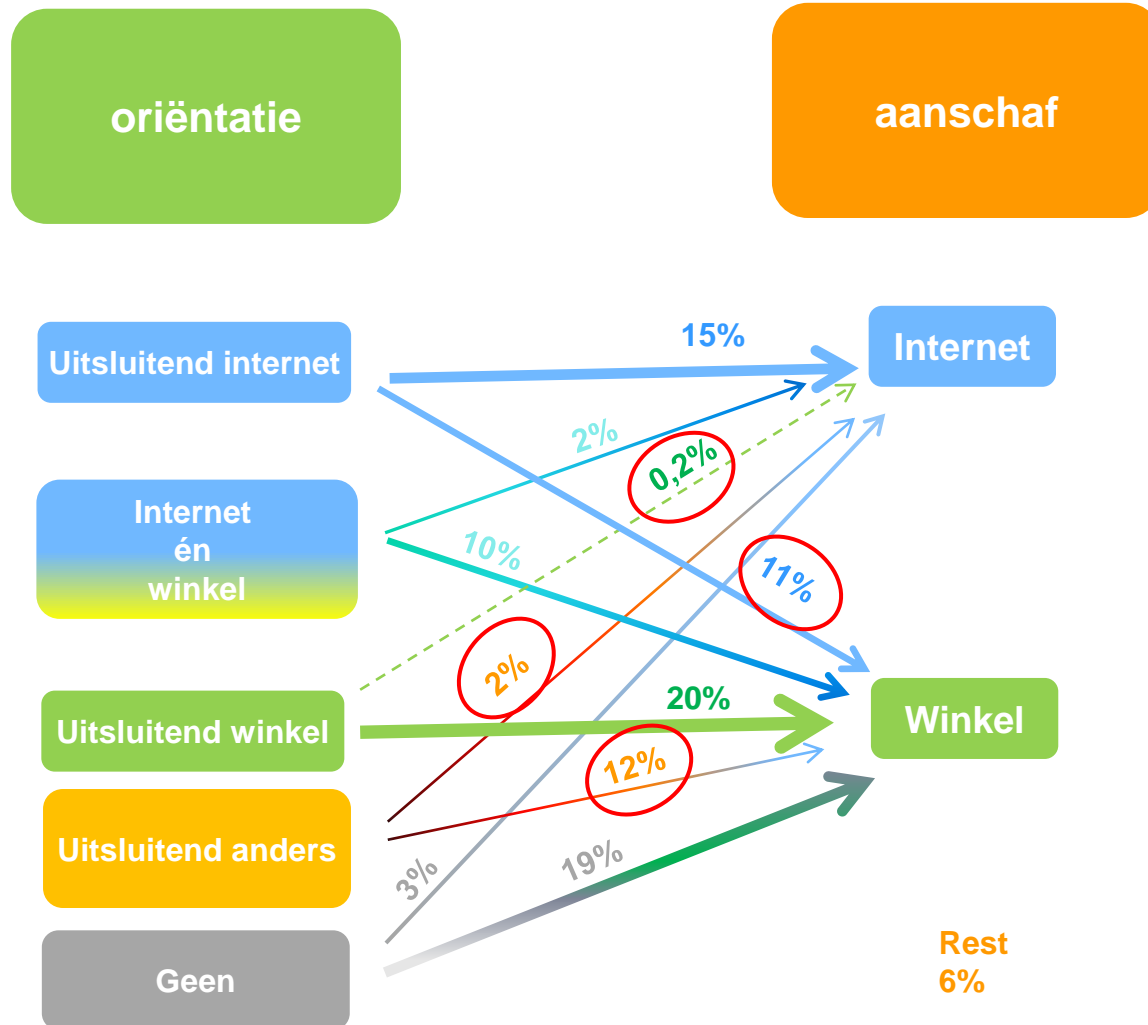 oriëntatie
aanschaf
Uitsluitend internet
15%
Internet
2%
0,2%
Internet
én
winkel
10%
11%
2%
20%
Uitsluitend winkel
Winkel
12%
Uitsluitend anders
3%
19%
Geen
Rest
6%